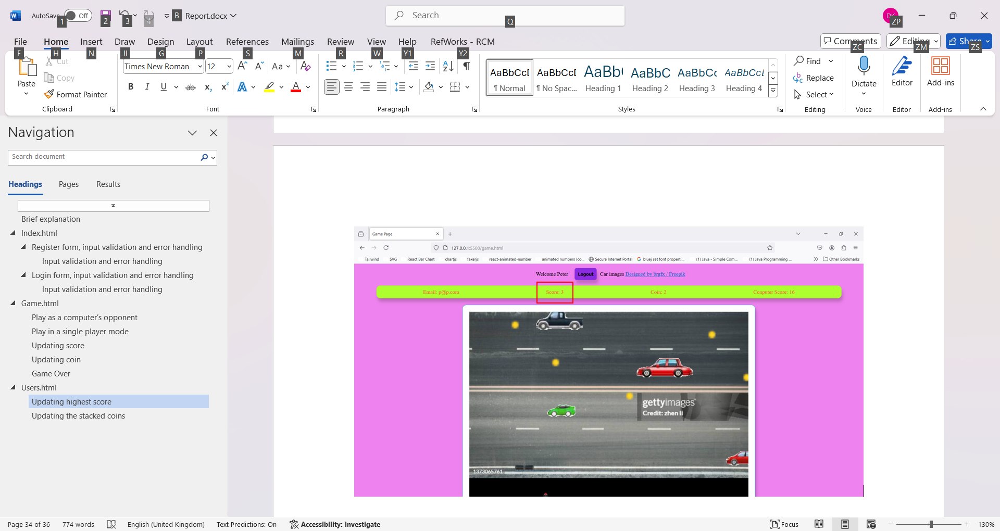 AutoSave Off 1 2 3 4 B Report.docx Search Q DK ZP
File Home Insert Draw Design Layout References Mailings Review View Help RefWorks - RCM Comments Editing Share
F H N JI G P S M R W Y1 Y2 ZC ZM ZS
Paste
Cut
Copy
Format Painter
Clipboard
Times New Roman 12 Aa
B I U ab x₂ x² A A
Font
Paragraph
AaBbCcD AaBbCcD AaBbC AaBbC AaBbCc AaBbCcL
¶ Normal ¶ No Spac... Heading 1 Heading 2 Heading 3 Heading 4
Styles
Find
Replace
Select
Editing
Dictate
Voice
Editor
Editor
Add-ins
Add-ins
Navigation
Search document
Headings Pages Results
Brief explanation
Index.html
Register form, input validation and error handling
Input validation and error handling
Login form, input validation and error handling
Input validation and error handling
Game.html
Play as a computer’s opponent
Play in a single player mode
Updating score
Updating coin
Game Over
Users.html
Updating highest score
Updating the stacked coins
Game Page
127.0.0.1:5500/game.html
Tailwind SVG React Bar Chart chartjs fakerjs react-animated-number animated numbers (co... Secure Internet Portal bluej set font properti... (1) Java - Simple Com... (1) Java Programming ... Other Bookmarks
Welcome Peter Logout Car images Designed by brgfx / Freepik
Email: p@p.com Score: 3 Coin: 2 Conputer Score: 16
gettyimages
Credit: zhen li
1373065761
Page 34 of 36 774 words English (United Kingdom) Text Predictions: On Accessibility: Investigate Focus 130%